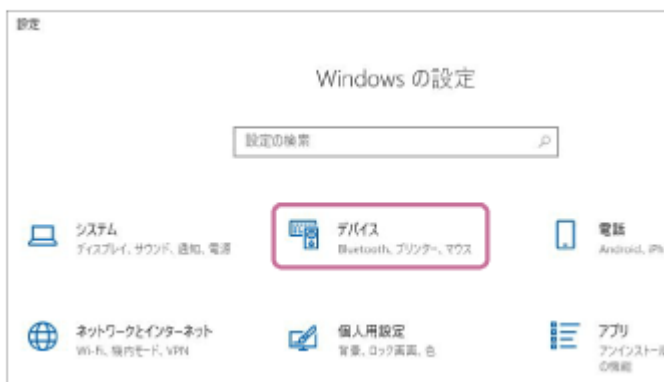 設定
Windows の設定
設定の検索
システム
ディスプレイ、サウンド、通知、電源
デバイス
Bluetooth、プリンター、マウス
電話
Android、iPh
ネットワークとインターネット
Wi-Fi、機内モード、VPN
個人用設定
背景、ロック画面、色
アプリ
アンインストール
の機能